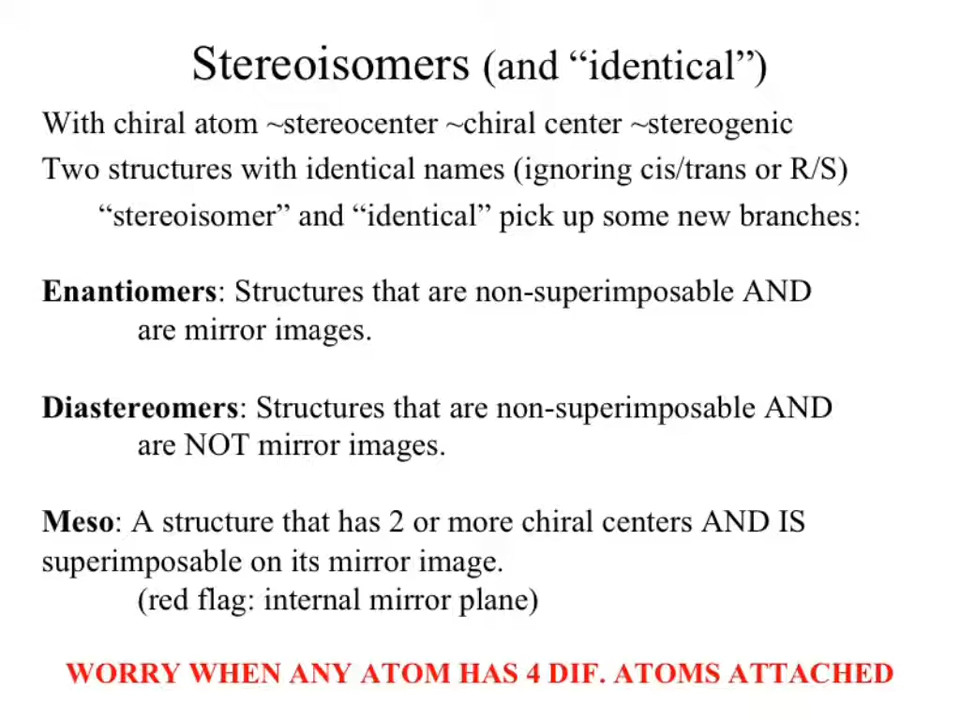 Stereoisomers (and “identical”)
With chiral atom ~stereocenter ~chiral center ~stereogenic
Two structures with identical names (ignoring cis/trans or R/S)
“stereoisomer” and “identical” pick up some new branches:
Enantiomers: Structures that are non-superimposable AND
are mirror images.
Diastereomers: Structures that are non-superimposable AND
are NOT mirror images.
Meso: A structure that has 2 or more chiral centers AND IS
superimposable on its mirror image.
(red flag: internal mirror plane)
WORRY WHEN ANY ATOM HAS 4 DIF. ATOMS ATTACHED